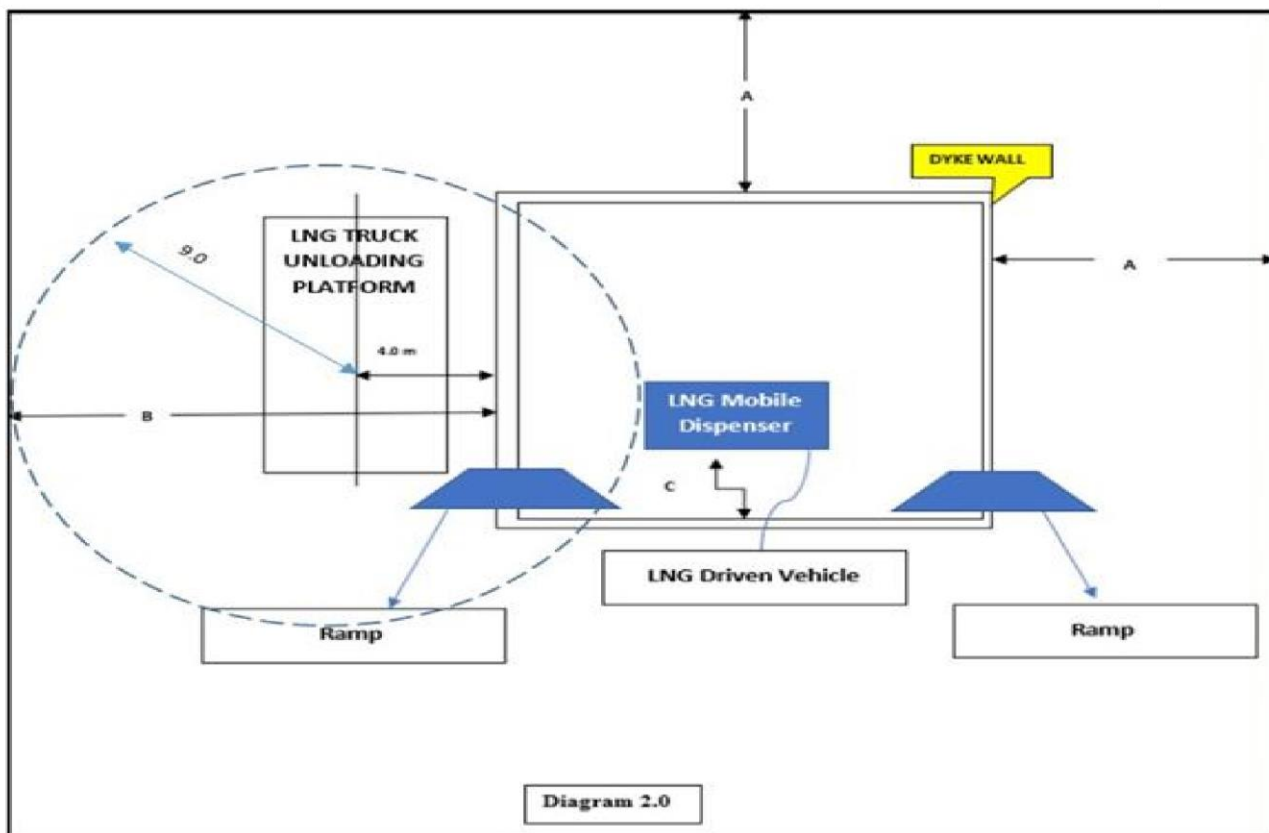 A
DYKE WALL
LNG TRUCK
UNLOADING
PLATFORM
9.0
A
4.0 m
B
LNG Mobile
Dispenser
C
LNG Driven Vehicle
Ramp
Ramp
Diagram 2.0